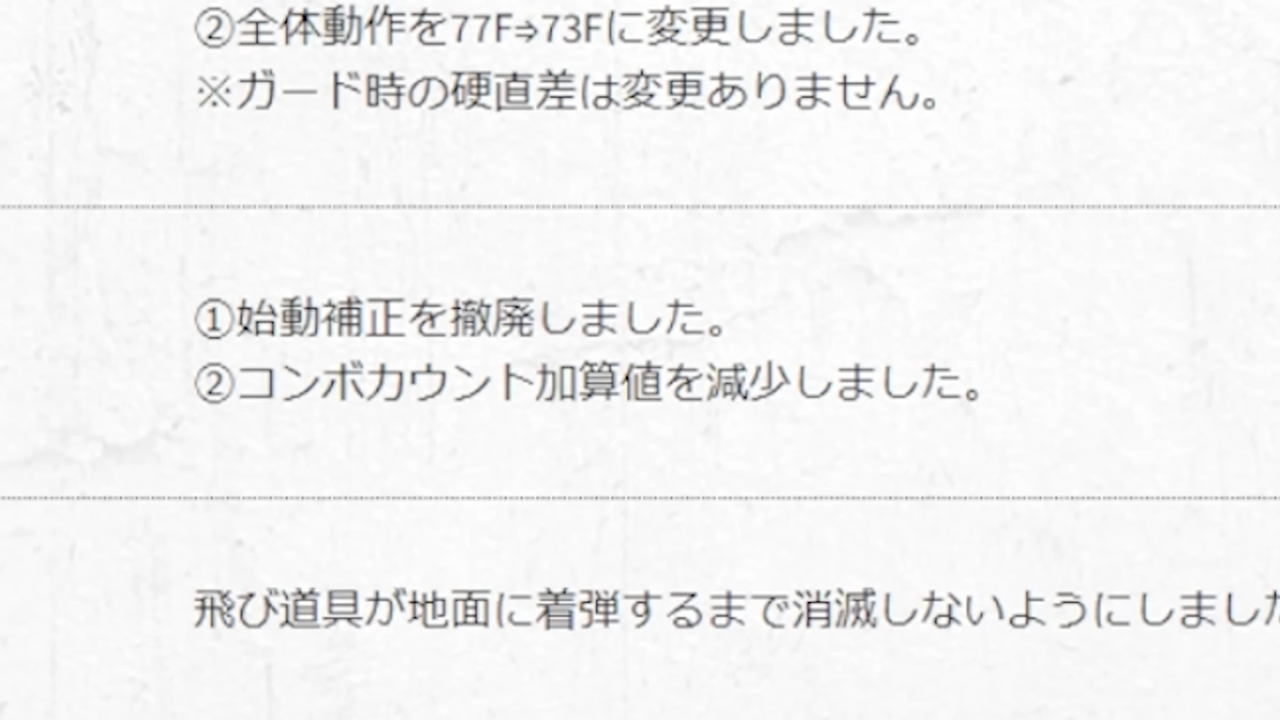 ②全体動作を77F⇒73Fに変更しました。
※ガード時の硬直差は変更ありません。
①始動補正を撤廃しました。
②コンボカウント加算値を減少しました。
飛び道具が地面に着弾するまで消滅しないようにしました